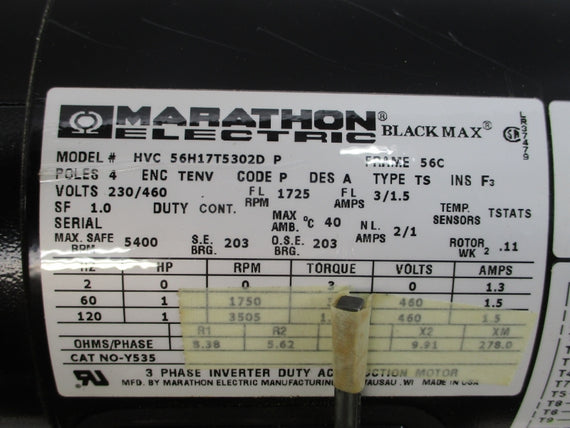 MARATHON®
ELECTRIC BLACK MAX®
LR37479
MODEL # HVC 56H17T5302D P FRAME 56C
POLES 4 ENC TENV CODE P DES A TYPE TS INS F3
VOLTS 230/460 FL RPM 1725 FL AMPS 3/1.5
SF 1.0 DUTY CONT. MAX AMB. °C 40 NL. AMPS 2/1 TEMP. SENSORS TSTATS
SERIAL
MAX. SAFE RPM 5400 S.E. BRG. 203 O.S.E. BRG. 203 ROTOR WK2 .11
HZ HP RPM TORQUE VOLTS AMPS
2 0 0 3 0 1.3
60 1 1750 460 1.5
120 1 3505 460 1.5
R1 R2 X2 XM
OHMS/PHASE 8.38 5.62 9.91 278.0
CAT NO-Y535
3 PHASE INVERTER DUTY MOTOR
MFD. BY MARATHON ELECTRIC WAUSAU, WI MADE IN USA